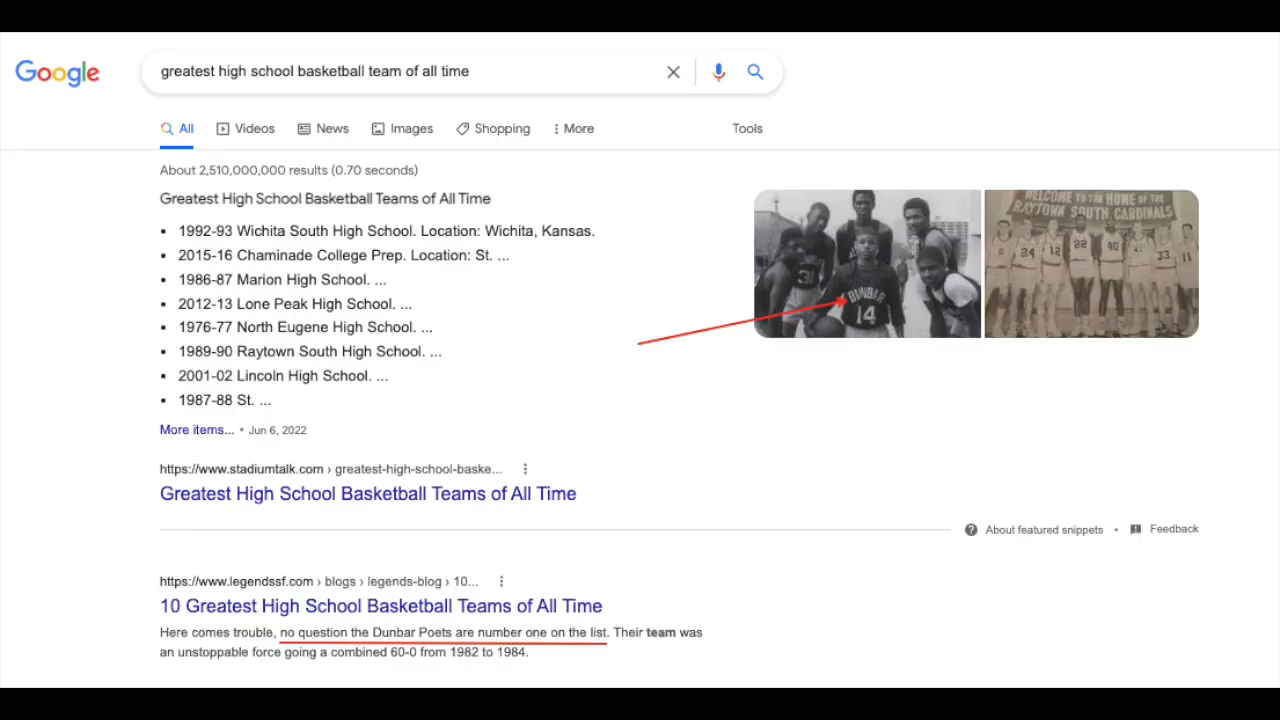 Google
greatest high school basketball team of all time
All
Videos
News
Images
Shopping
More
Tools
About 2,510,000,000 results (0.70 seconds)
Greatest High School Basketball Teams of All Time
1992-93 Wichita South High School. Location: Wichita, Kansas.
2015-16 Chaminade College Prep. Location: St. ...
1986-87 Marion High School. ...
2012-13 Lone Peak High School. ...
1976-77 North Eugene High School. ...
1989-90 Raytown South High School. ...
2001-02 Lincoln High School. ...
1987-88 St. ...
More items... • Jun 6, 2022
31
DUNBAR
14
WELCOME TO THE HOME OF THE
RAYTOWN SOUTH CARDINALS
24
12
22
40
33
11
https://www.stadiumtalk.com › greatest-high-school-baske...
Greatest High School Basketball Teams of All Time
About featured snippets • Feedback
https://www.legendssf.com › blogs › legends-blog › 10...
10 Greatest High School Basketball Teams of All Time
Here comes trouble, no question the Dunbar Poets are number one on the list. Their team was
an unstoppable force going a combined 60-0 from 1982 to 1984.